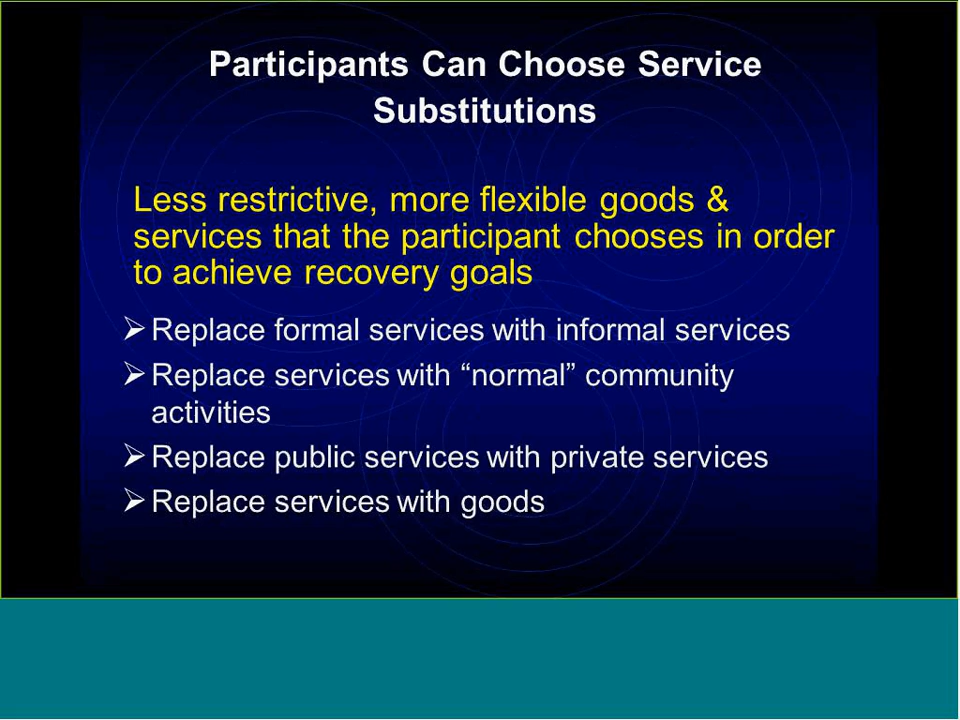 Participants Can Choose Service
Substitutions
Less restrictive, more flexible goods &
services that the participant chooses in order
to achieve recovery goals
➢ Replace formal services with informal services
➢ Replace services with “normal” community
activities
➢ Replace public services with private services
➢ Replace services with goods